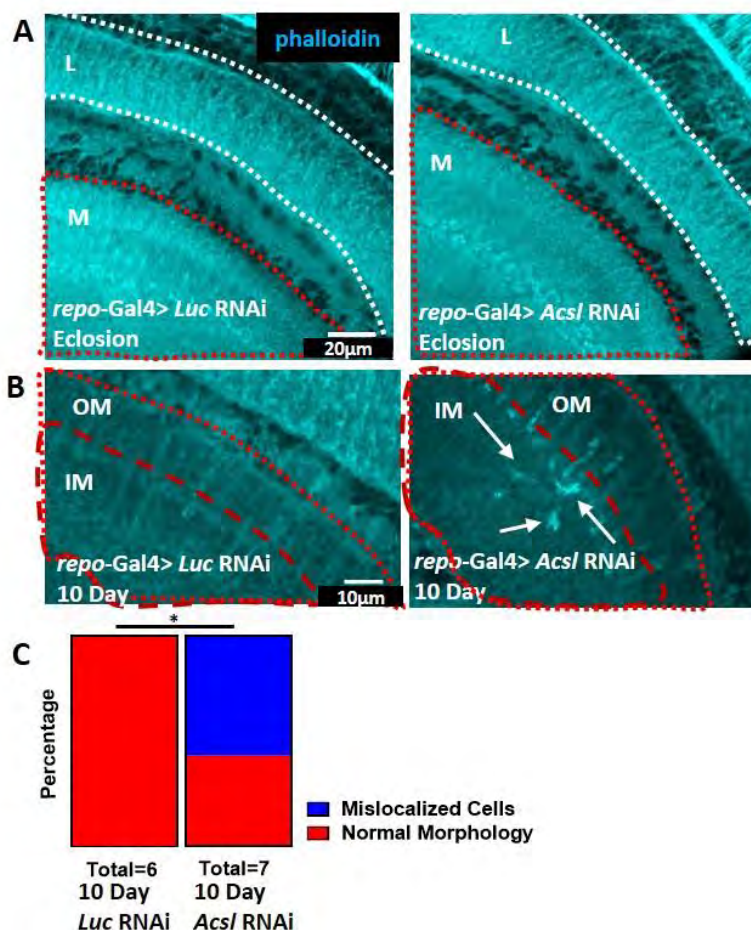 A
phalloidin
L
M
repo-Gal4> Luc RNAi
Eclosion
20µm
L
M
repo-Gal4> Acsl RNAi
Eclosion
B
OM
IM
repo-Gal4> Luc RNAi
10 Day
10µm
IM
OM
repo-Gal4> Acsl RNAi
10 Day
C
*
Percentage
Mislocalized Cells
Normal Morphology
Total=6
10 Day
Luc RNAi
Total=7
10 Day
Acsl RNAi